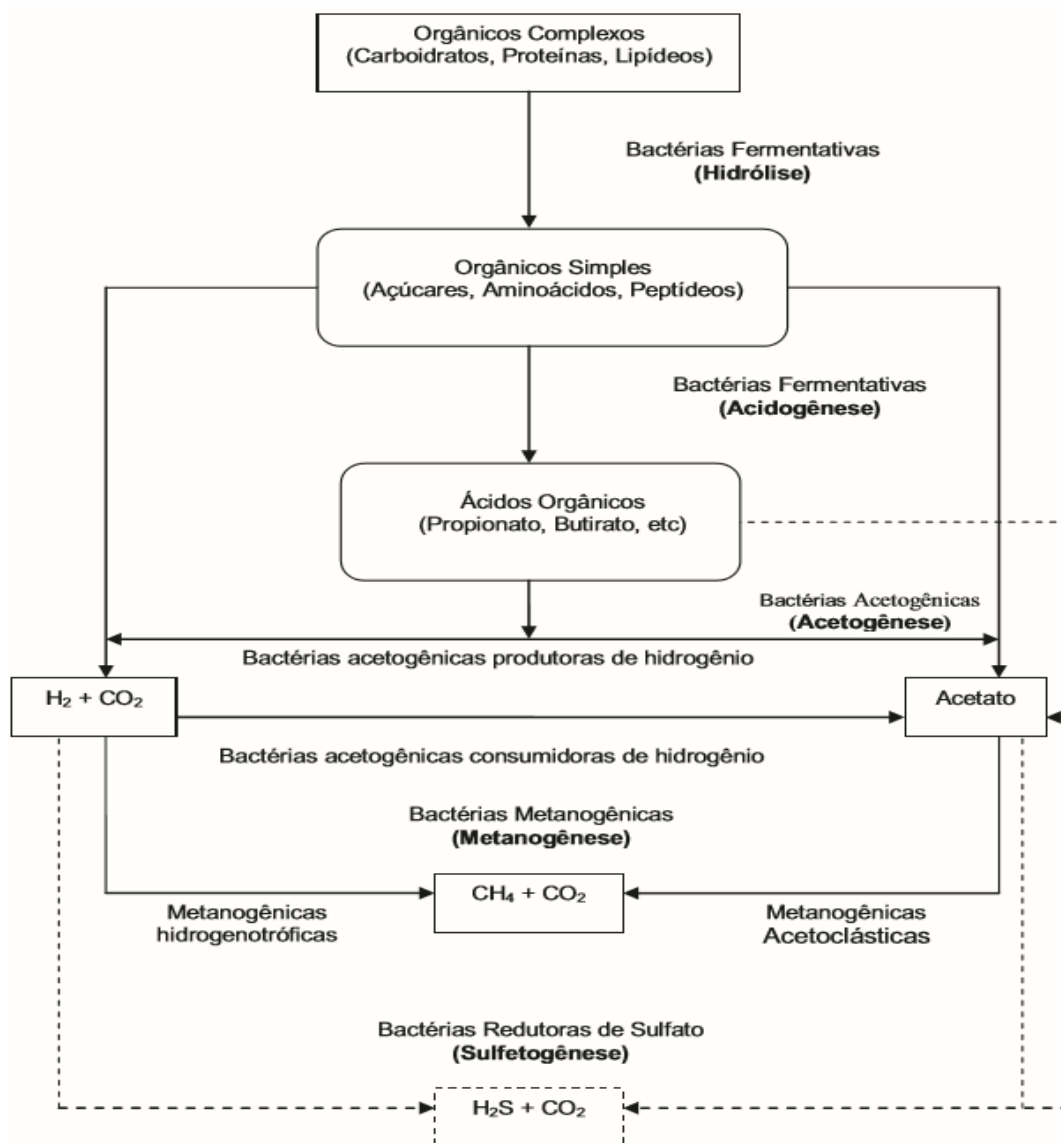 Orgânicos Complexos
(Carboidratos, Proteínas, Lipídeos)
Bactérias Fermentativas
(Hidrólise)
Orgânicos Simples
(Açúcares, Aminoácidos, Peptídeos)
Bactérias Fermentativas
(Acidogênese)
Ácidos Orgânicos
(Propionato, Butirato, etc)
Bactérias Acetogênicas
(Acetogênese)
Bactérias acetogênicas produtoras de hidrogênio
H₂ + CO₂
Acetato
Bactérias acetogênicas consumidoras de hidrogênio
Bactérias Metanogênicas
(Metanogênese)
CH₄ + CO₂
Metanogênicas
hidrogenotróficas
Metanogênicas
Acetoclásticas
Bactérias Redutoras de Sulfato
(Sulfetogênese)
H₂S + CO₂